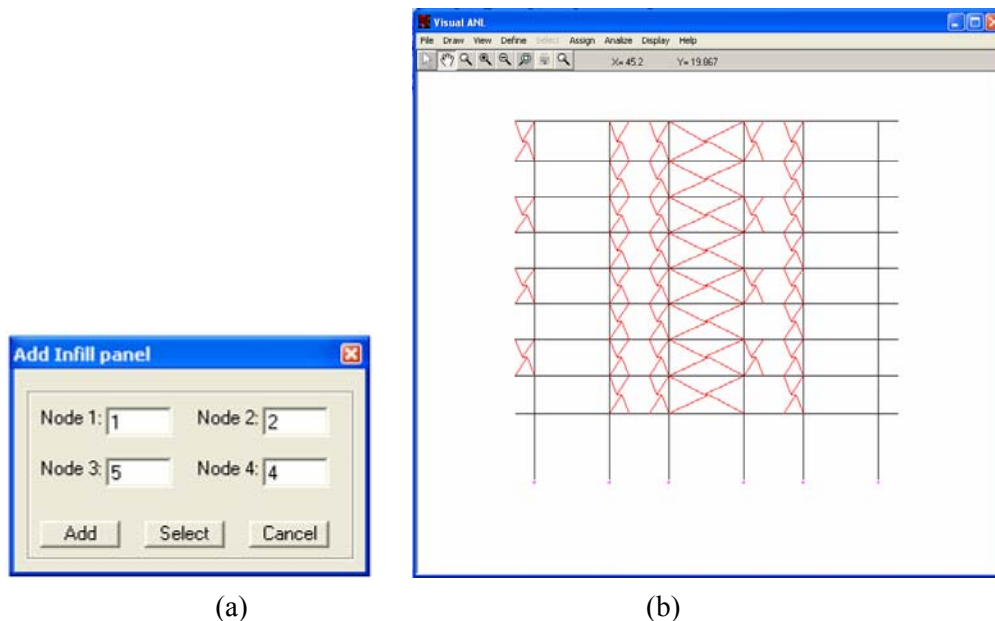 Visual ANL
File Draw View Define Select Assign Analize Display Help
X= 45.2 Y= 19.867
Add Infill panel
Node 1: 1 Node 2: 2
Node 3: 5 Node 4: 4
Add Select Cancel
(a) (b)